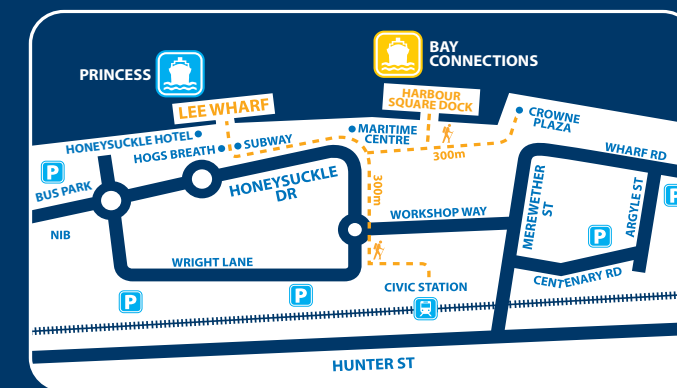 PRINCESS
BAY
CONNECTIONS
LEE WHARF
HARBOUR
SQUARE DOCK
CROWNE
PLAZA
HONEYSUCKLE HOTEL
HOGS BREATH
SUBWAY
MARITIME
CENTRE
300m
WHARF RD
P
BUS PARK
HONEYSUCKLE
DR
300m
MEREWETHER
ST
ARGYLE ST
P
WORKSHOP WAY
NIB
P
WRIGHT LANE
CENTENARY RD
CIVIC STATION
P
P
HUNTER ST